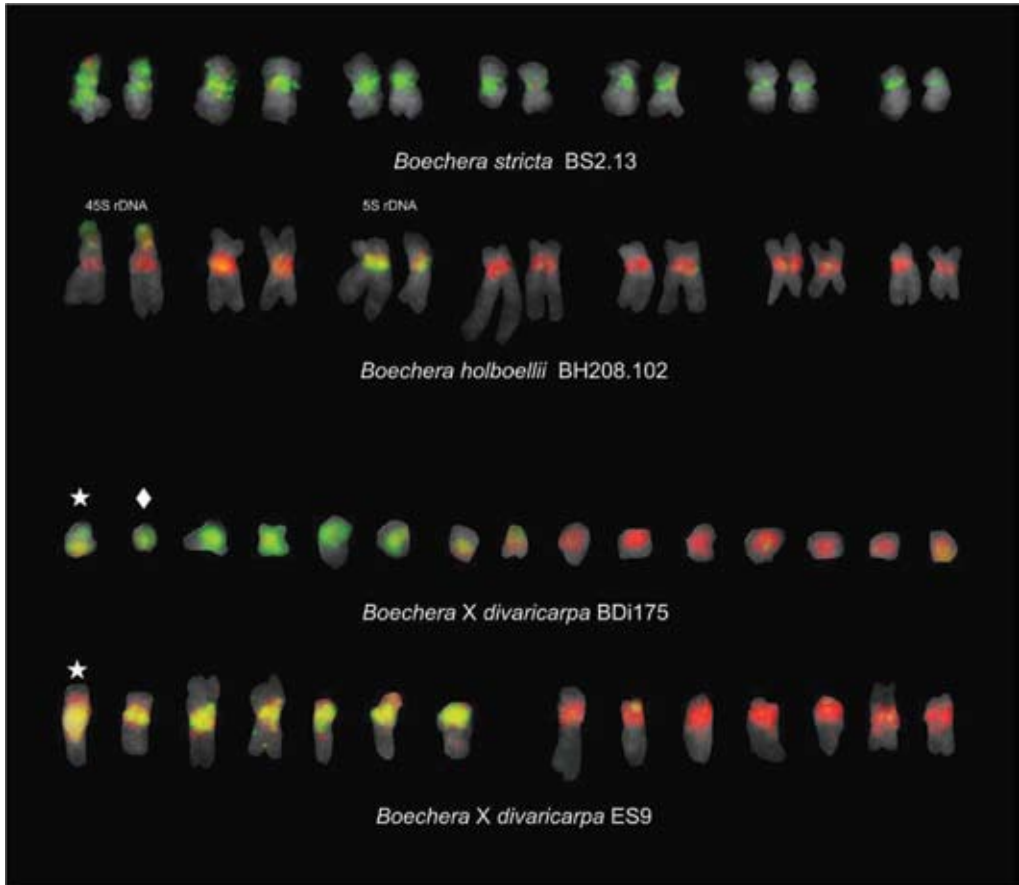 Boechera stricta BS2.13
45S rDNA 5S rDNA
Boechera holboellii BH208.102
Boechera X divaricarpa BDi175
Boechera X divaricarpa ES9